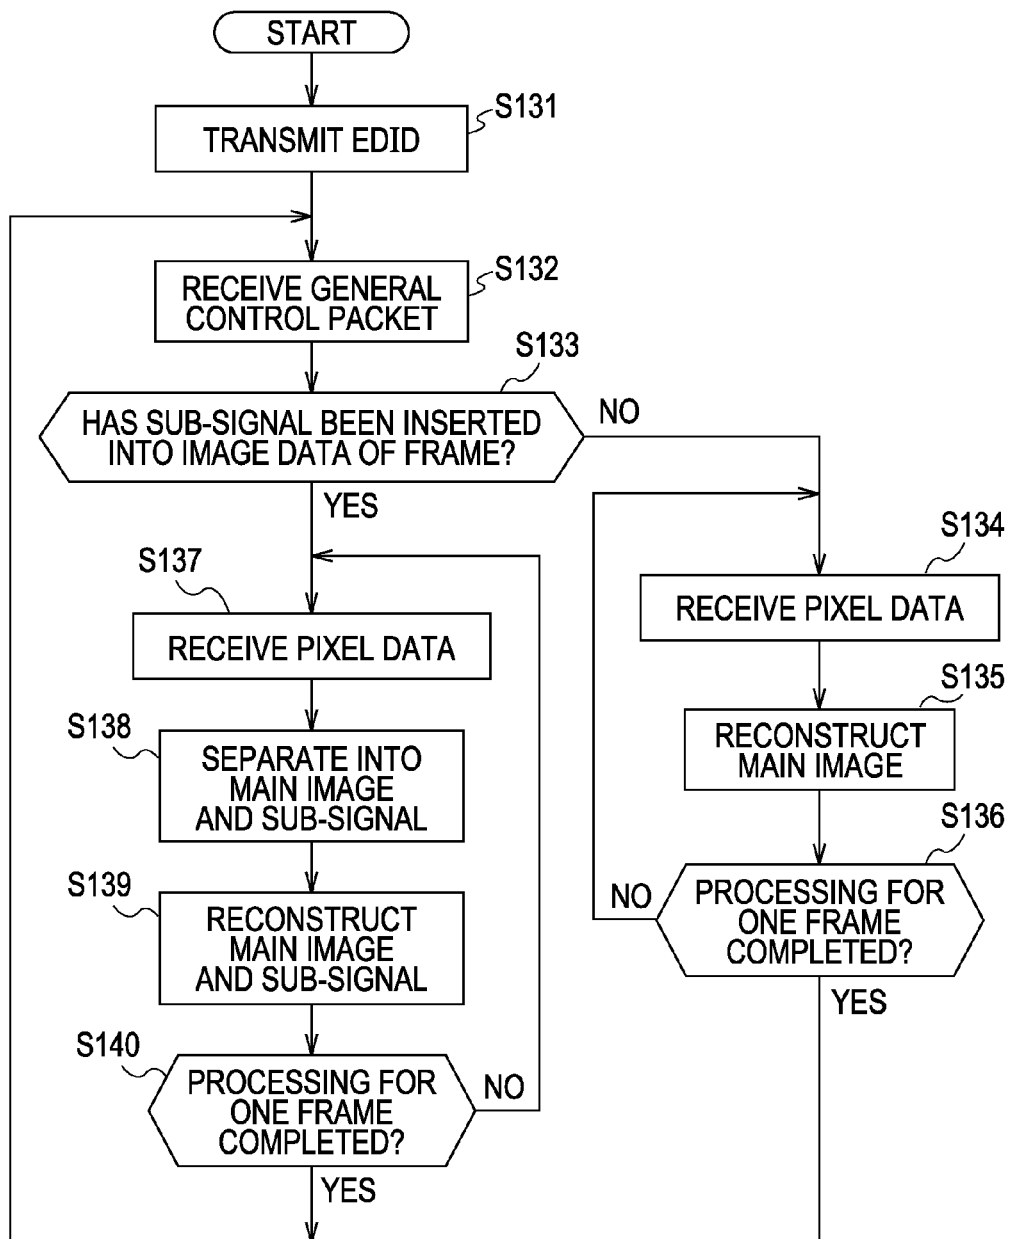 START
S131
TRANSMIT EDID
S132
RECEIVE GENERAL
CONTROL PACKET
S133
HAS SUB-SIGNAL BEEN INSERTED
INTO IMAGE DATA OF FRAME?
NO
YES
S134
RECEIVE PIXEL DATA
S135
RECONSTRUCT
MAIN IMAGE
S136
PROCESSING FOR
ONE FRAME
COMPLETED?
NO
YES
S137
RECEIVE PIXEL DATA
S138
SEPARATE INTO
MAIN IMAGE
AND SUB-SIGNAL
S139
RECONSTRUCT
MAIN IMAGE
AND SUB-SIGNAL
S140
PROCESSING FOR
ONE FRAME
COMPLETED?
NO
YES